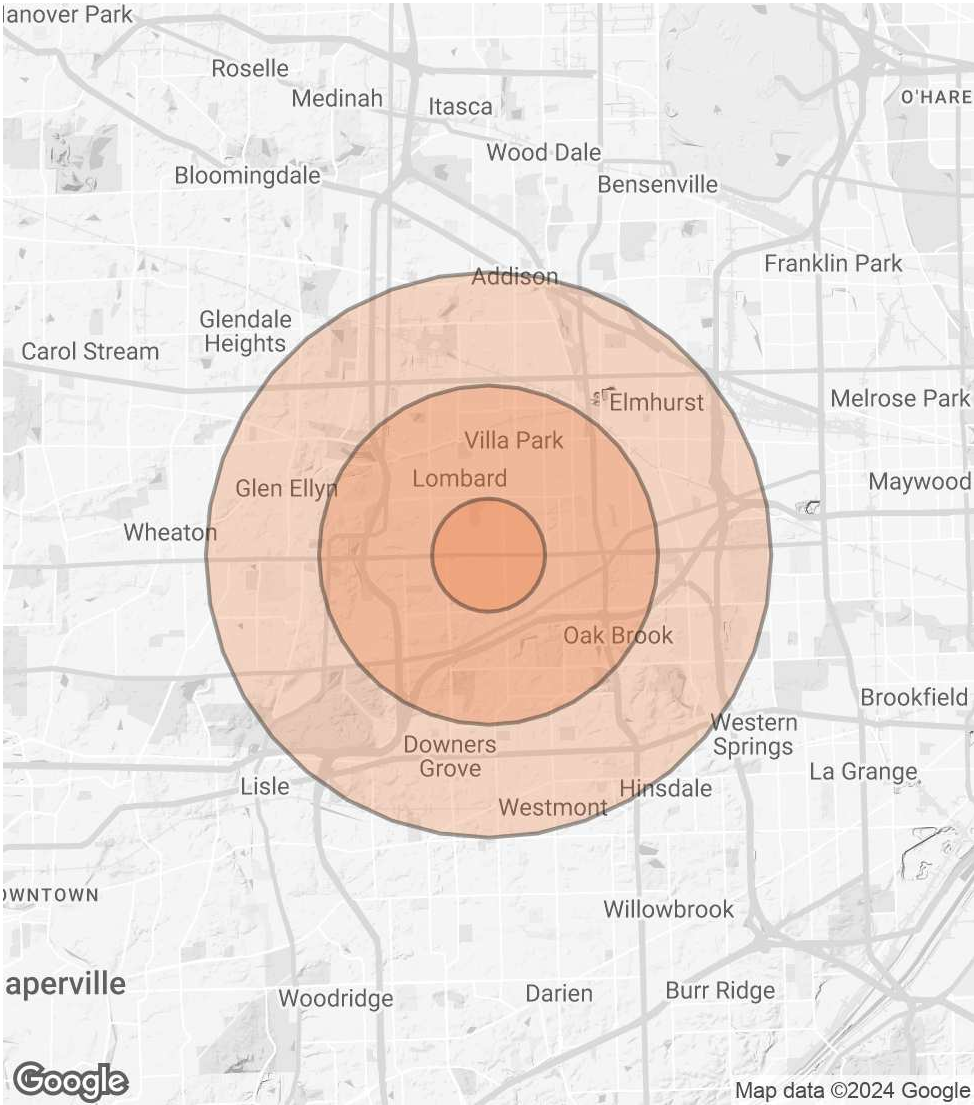 lanover Park
Roselle
Medinah
Itasca
O'HARE
Wood Dale
Bloomingdale
Bensenville
Franklin Park
Addison
Glendale
Heights
Carol Stream
Melrose Park
Elmhurst
Villa Park
Lombard
Glen Ellyn
Maywood
Wheaton
Oak Brook
Brookfield
Western
Springs
Downers
Grove
La Grange
Lisle
Hinsdale
Westmont
OWNTOWN
Willowbrook
aperville
Woodridge
Darien
Burr Ridge
Google
Map data ©2024 Google